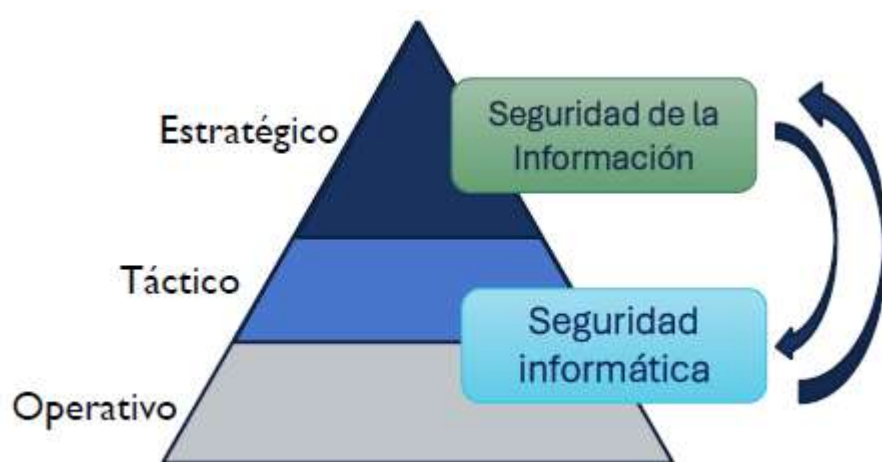 Estratégico
Seguridad de la
Información
Táctico
Seguridad
informática
Operativo